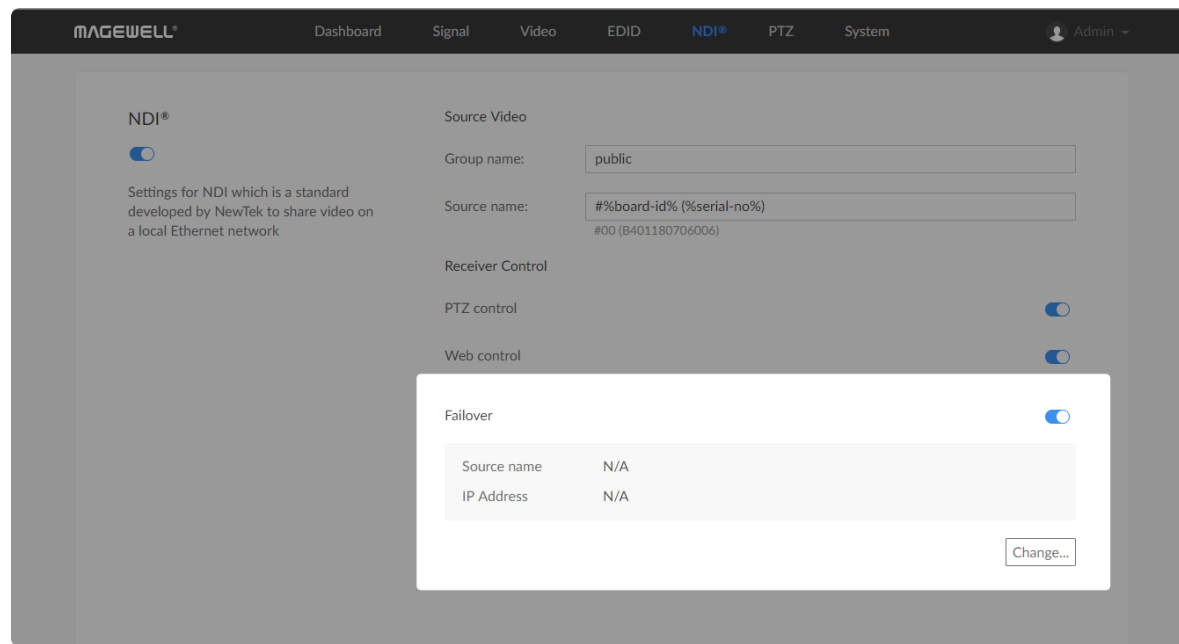 MAGEWELL®
Dashboard Signal Video EDID NDI® PTZ System Admin
NDI®
Settings for NDI which is a standard
developed by NewTek to share video on
a local Ethernet network
Source Video
Group name: public
Source name: #%board-id% (%serial-no%)
#00 (B401180706006)
Receiver Control
PTZ control
Web control
Failover
Source name N/A
IP Address N/A
Change...